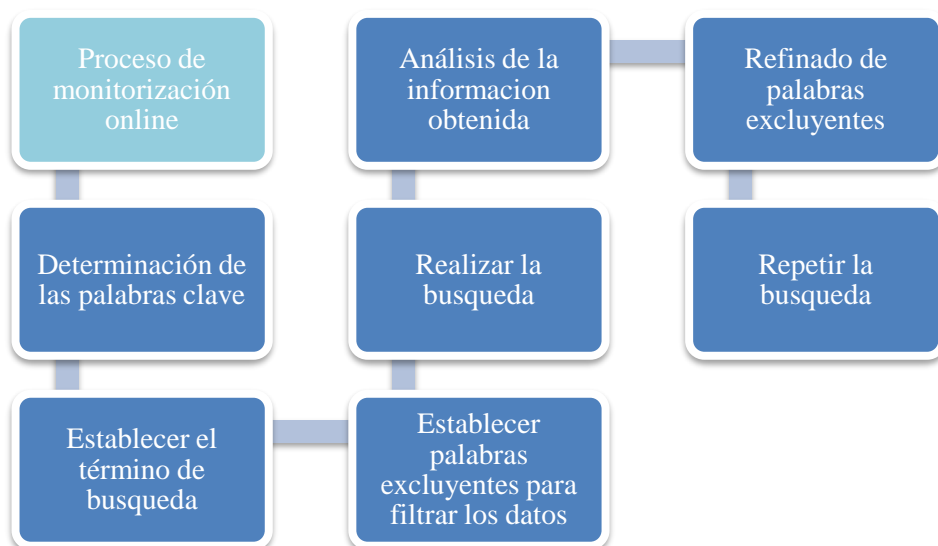 Proceso de
monitorización
online
Determinación de
las palabras clave
Establecer el
término de
busqueda
Establecer
palabras
excluyentes para
filtrar los datos
Realizar la
busqueda
Análisis de la
informacion
obtenida
Refinado de
palabras
excluyentes
Repetir la
busqueda